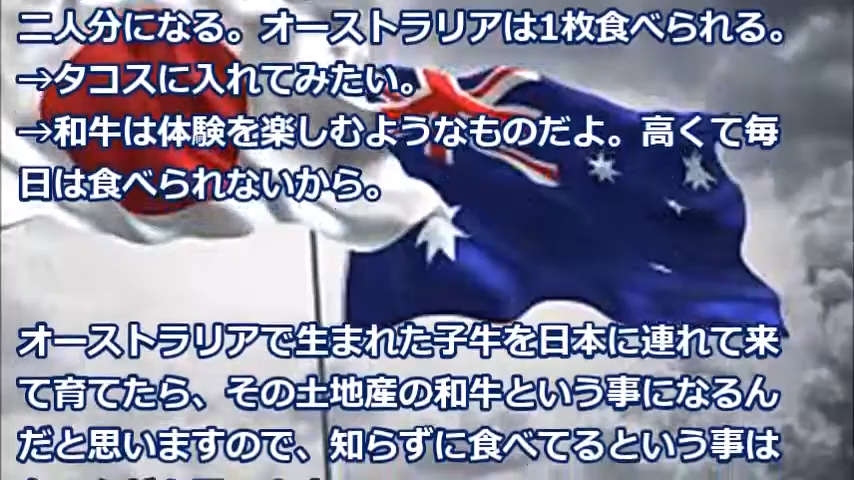 二人分になる。オーストラリアは1枚食べられる。
→タコスに入れてみたい。
→和牛は体験を楽しむようなものだよ。高くて毎
日は食べられないから。
オーストラリアで生まれた子牛を日本に連れて来
て育てたら、その土地産の和牛という事になるん
だと思いますので、知らずに食べてるという事は